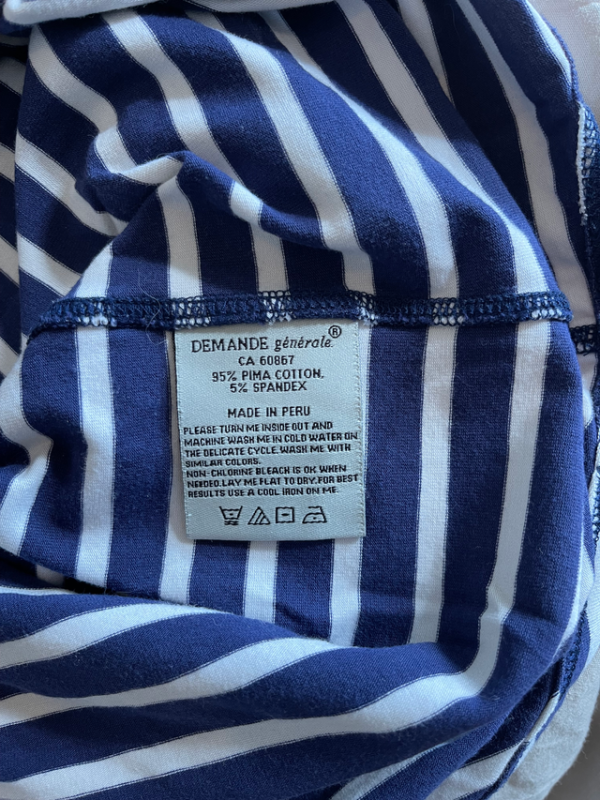 DEMANDE générale®
CA 60867
95% PIMA COTTON.
5% SPANDEX
MADE IN PERU
PLEASE TURN ME INSIDE OUT AND
MACHINE WASH ME IN COLD WATER ON
THE DELICATE CYCLE. WASH ME WITH
SIMILAR COLORS.
NON-CHLORINE BLEACH IS OK WHEN
NEEDED. LAY ME FLAT TO DRY. FOR BEST
RESULTS USE A COOL IRON ON ME.